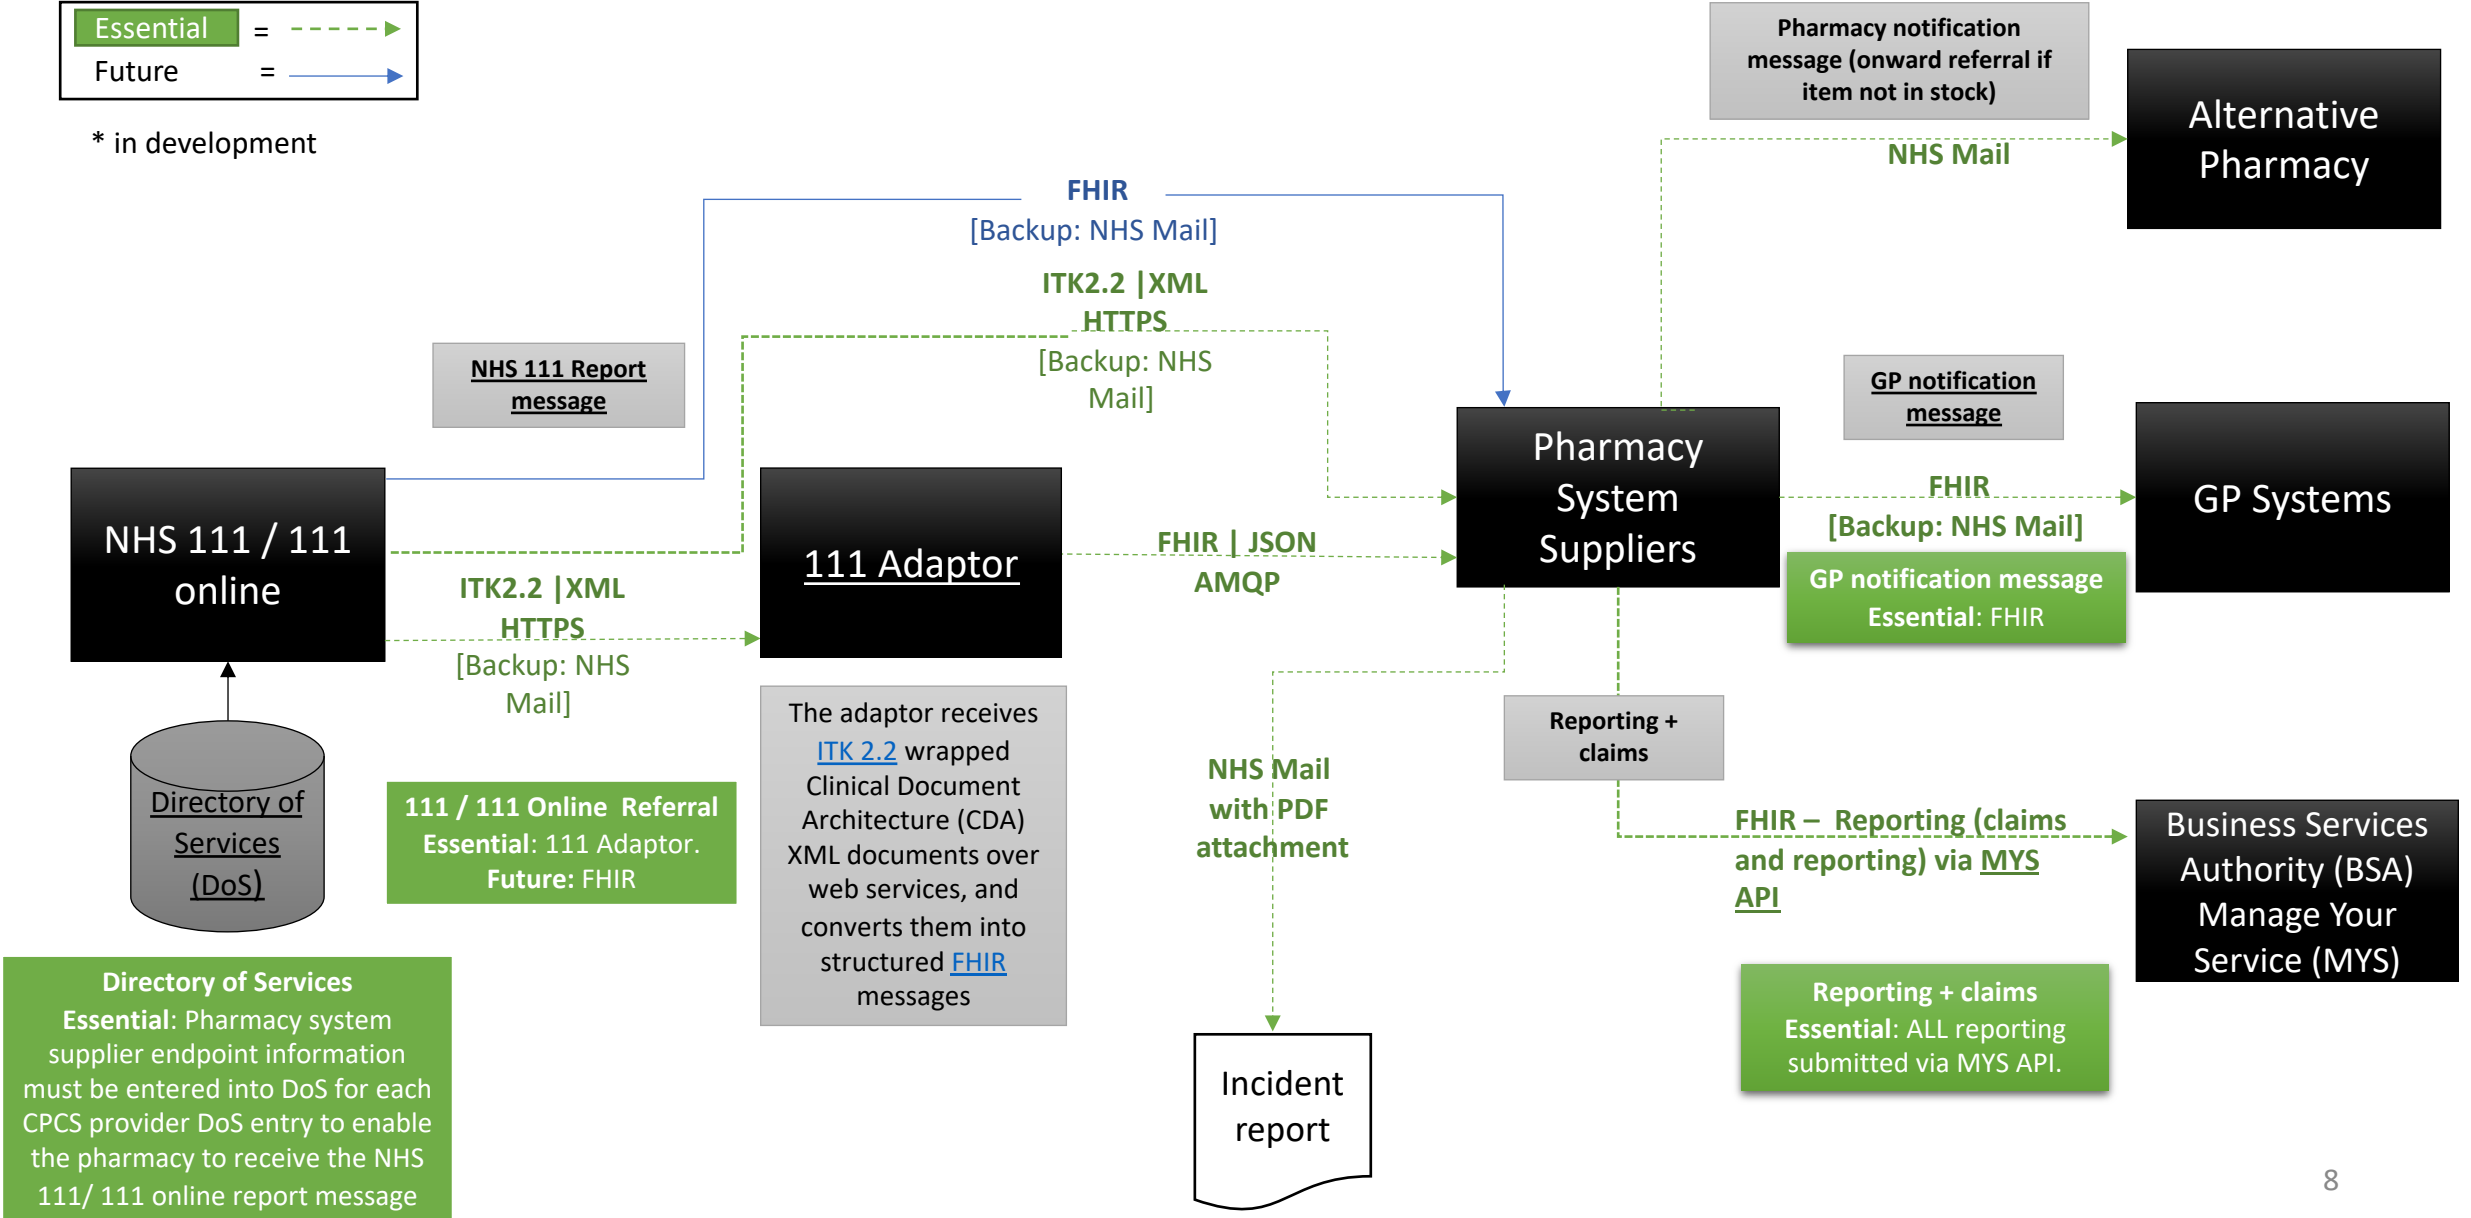 Essential =
Future =
* in development
Pharmacy notification
message (onward referral if
item not in stock)
Alternative
Pharmacy
NHS Mail
FHIR
[Backup: NHS Mail]
ITK2.2 |XML
HTTPS
[Backup: NHS
Mail]
NHS 111 Report
message
GP notification
message
Pharmacy
System
Suppliers
GP Systems
FHIR
[Backup: NHS Mail]
GP notification message
Essential: FHIR
NHS 111 / 111
online
111 Adaptor
FHIR | JSON
AMQP
ITK2.2 |XML
HTTPS
[Backup: NHS
Mail]
The adaptor receives
ITK 2.2 wrapped
Clinical Document
Architecture (CDA)
XML documents over
web services, and
converts them into
structured FHIR
messages
Reporting +
claims
NHS Mail
with PDF
attachment
Directory of
Services
(DoS)
111 / 111 Online  Referral
Essential: 111 Adaptor.
Future: FHIR
FHIR –  Reporting (claims
and reporting) via MYS
API
Business Services
Authority (BSA)
Manage Your
Service (MYS)
Directory of Services
Essential: Pharmacy system
supplier endpoint information
must be entered into DoS for each
CPCS provider DoS entry to enable
the pharmacy to receive the NHS
111/ 111 online report message
Reporting + claims
Essential: ALL reporting
submitted via MYS API.
Incident
report
8